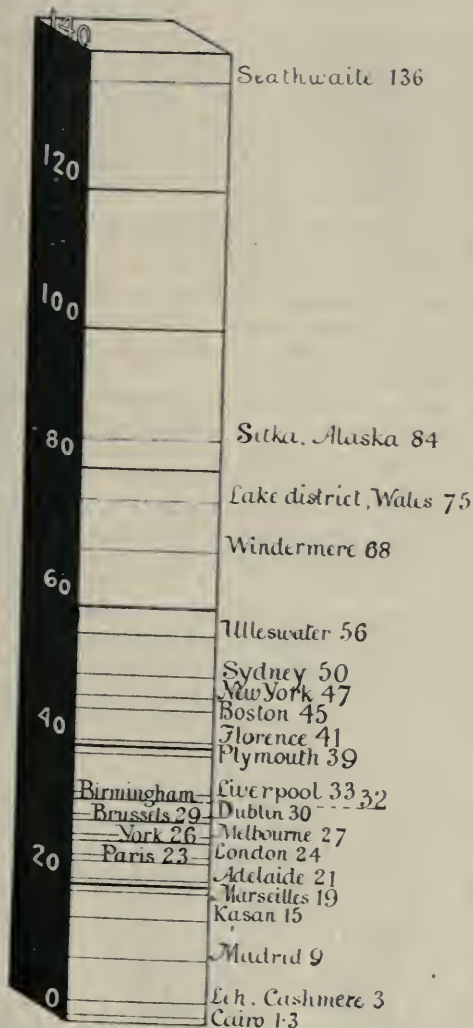 140
Seathwaite 136
120
100
80
Sitka, Alaska 84
Lake district, Wales 75
Windermere 68
60
Ulleswater 56
Sydney 50
New York 47
Boston 45
40
Florence 41
Plymouth 39
Birmingham Liverpool 33 32
Brussels 29 Dublin 30
York 26 Melbourne 27
20
Paris 23 London 24
Adelaide 21
Marseilles 19
Kasan 15
Madrid 9
0
Leh. Cashmere 3
Cairo 1·3